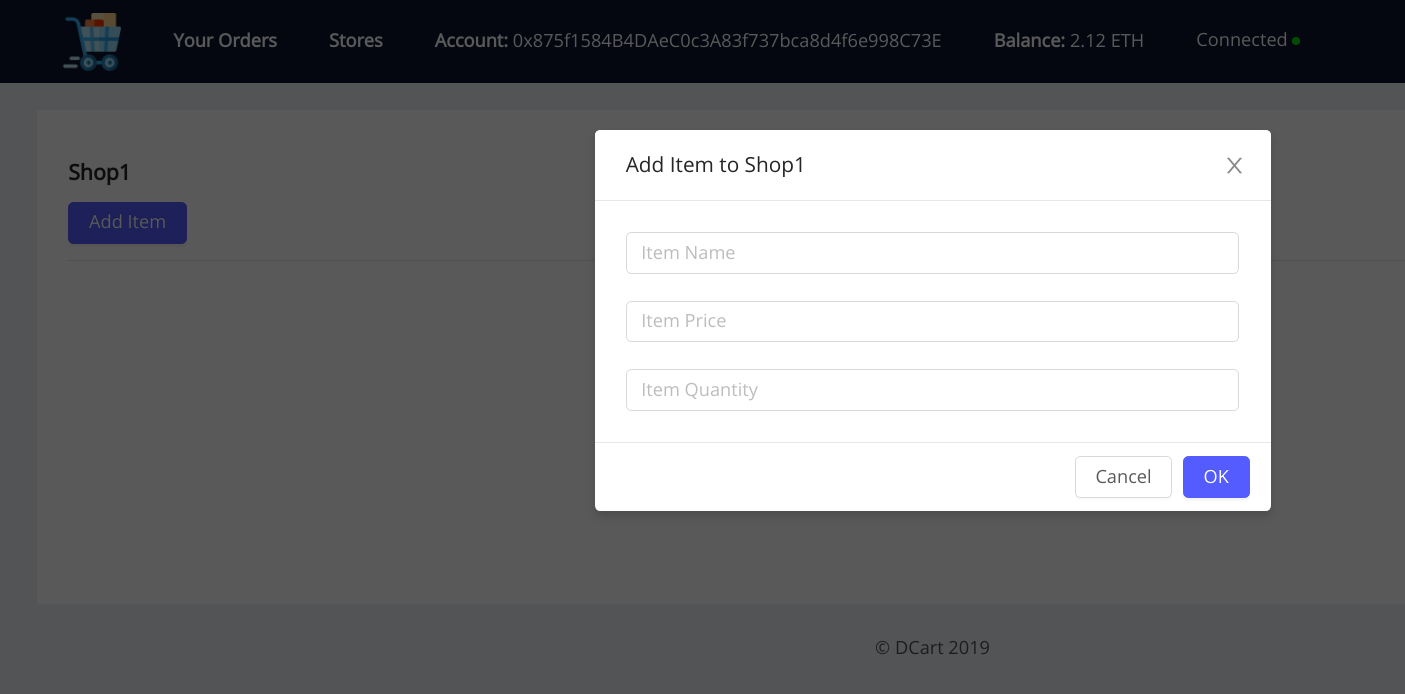 Your Orders Stores Account: 0x875f1584B4DAeC0c3A83f737bca8d4f6e998C73E Balance: 2.12 ETH Connected
Shop1
Add Item
Add Item to Shop1
Item Name
Item Price
Item Quantity
Cancel OK
© DCart 2019